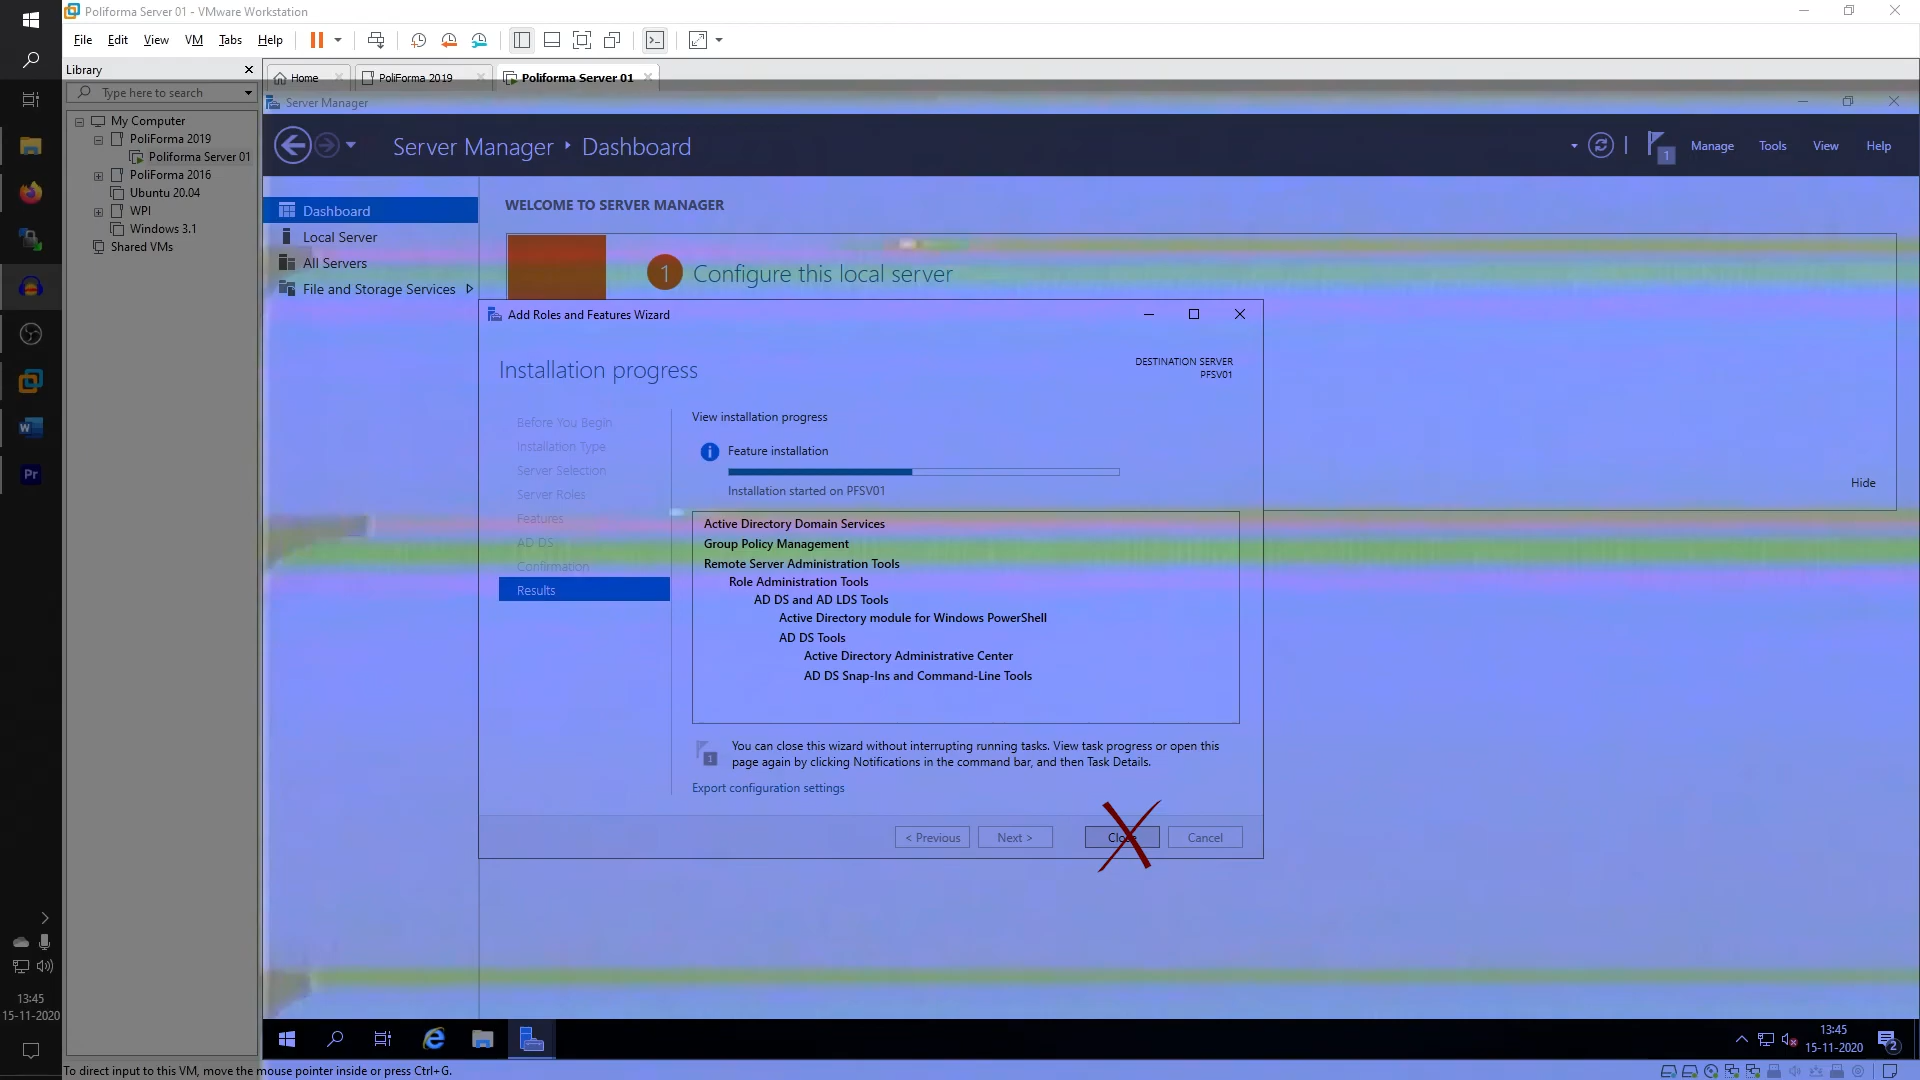 Poliforma Server 01 - VMware Workstation
File Edit View VM Tabs Help
Library
Home
PoliForma 2019
Poliforma Server 01
Type here to search
My Computer
PoliForma 2019
Poliforma Server 01
PoliForma 2016
Ubuntu 20.04
WPI
Windows 3.1
Shared VMs
Server Manager
Server Manager Dashboard
1
Manage Tools View Help
Dashboard
Local Server
All Servers
File and Storage Services
WELCOME TO SERVER MANAGER
1 Configure this local server
Hide
Add Roles and Features Wizard
Installation progress
DESTINATION SERVER
PFSV01
Before You Begin
Installation Type
Server Selection
Server Roles
Features
AD DS
Confirmation
Results
View installation progress
Feature installation
Installation started on PFSV01
Active Directory Domain Services
Group Policy Management
Remote Server Administration Tools
Role Administration Tools
AD DS and AD LDS Tools
Active Directory module for Windows PowerShell
AD DS Tools
Active Directory Administrative Center
AD DS Snap-Ins and Command-Line Tools
1
You can close this wizard without interrupting running tasks. View task progress or open this
page again by clicking Notifications in the command bar, and then Task Details.
Export configuration settings
< Previous Next > Close Cancel
W
Pr
13:45
15-11-2020
13:45
15-11-2020
2
To direct input to this VM, move the mouse pointer inside or press Ctrl+G.